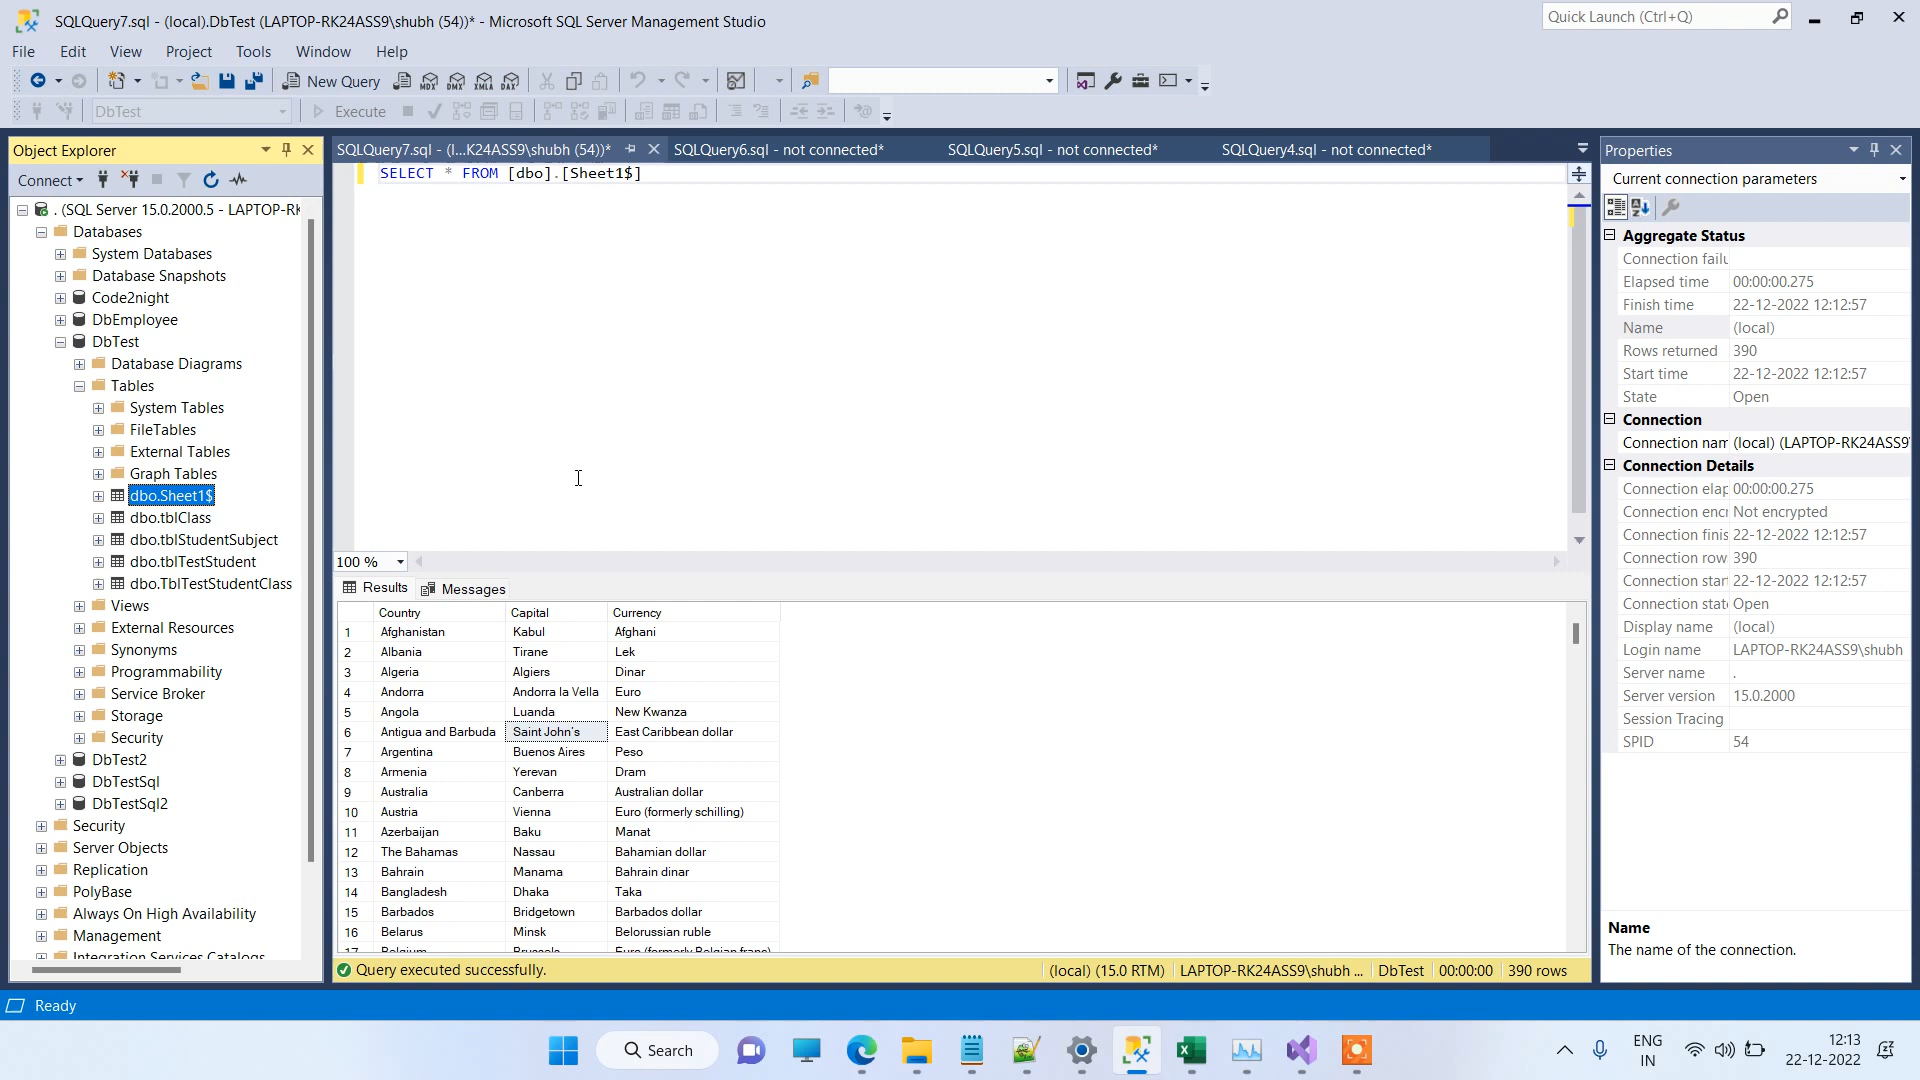 SQLQuery7.sql - (local).DbTest (LAPTOP-RK24ASS9\shubh (54))* - Microsoft SQL Server Management Studio
Quick Launch (Ctrl+Q)
File Edit View Project Tools Window Help
New Query MDX DMX XMLA DAX
DbTest Execute
Object Explorer
Connect
. (SQL Server 15.0.2000.5 - LAPTOP-RK
Databases
System Databases
Database Snapshots
Code2night
DbEmployee
DbTest
Database Diagrams
Tables
System Tables
FileTables
External Tables
Graph Tables
dbo.Sheet1$
dbo.tblClass
dbo.tblStudentSubject
dbo.tblTestStudent
dbo.TblTestStudentClass
Views
External Resources
Synonyms
Programmability
Service Broker
Storage
Security
DbTest2
DbTestSql
DbTestSql2
Security
Server Objects
Replication
PolyBase
Always On High Availability
Management
Integration Services Catalogs
SQLQuery7.sql - (l...K24ASS9\shubh (54))* SQLQuery6.sql - not connected* SQLQuery5.sql - not connected* SQLQuery4.sql - not connected*
SELECT * FROM [dbo].[Sheet1$]
100 %
Results Messages
Country Capital Currency
1 Afghanistan Kabul Afghani
2 Albania Tirane Lek
3 Algeria Algiers Dinar
4 Andorra Andorra la Vella Euro
5 Angola Luanda New Kwanza
6 Antigua and Barbuda Saint John's East Caribbean dollar
7 Argentina Buenos Aires Peso
8 Armenia Yerevan Dram
9 Australia Canberra Australian dollar
10 Austria Vienna Euro (formerly schilling)
11 Azerbaijan Baku Manat
12 The Bahamas Nassau Bahamian dollar
13 Bahrain Manama Bahrain dinar
14 Bangladesh Dhaka Taka
15 Barbados Bridgetown Barbados dollar
16 Belarus Minsk Belorussian ruble
17 Belgium Brussels Euro (formerly Belgian franc)
Query executed successfully. (local) (15.0 RTM) LAPTOP-RK24ASS9\shubh ... DbTest 00:00:00 390 rows
Properties
Current connection parameters
Aggregate Status
Connection failu
Elapsed time 00:00:00.275
Finish time 22-12-2022 12:12:57
Name (local)
Rows returned 390
Start time 22-12-2022 12:12:57
State Open
Connection
Connection nam (local) (LAPTOP-RK24ASS9'
Connection Details
Connection elap 00:00:00.275
Connection encr Not encrypted
Connection finis 22-12-2022 12:12:57
Connection row 390
Connection start 22-12-2022 12:12:57
Connection stat Open
Display name (local)
Login name LAPTOP-RK24ASS9\shubh
Server name .
Server version 15.0.2000
Session Tracing
SPID 54
Name
The name of the connection.
Ready
Search
ENG
IN
12:13
22-12-2022